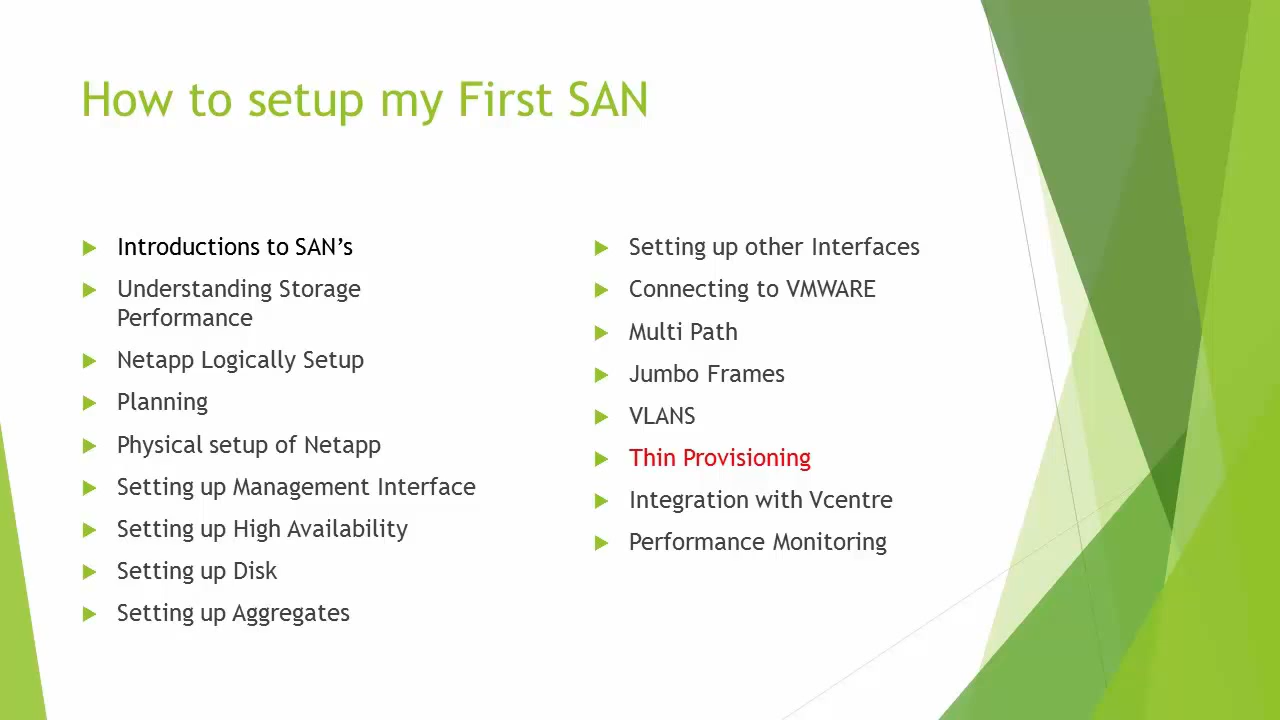 How to setup my First SAN
Introductions to SAN’s
Understanding Storage
Performance
Netapp Logically Setup
Planning
Physical setup of Netapp
Setting up Management Interface
Setting up High Availability
Setting up Disk
Setting up Aggregates
Setting up other Interfaces
Connecting to VMWARE
Multi Path
Jumbo Frames
VLANS
Thin Provisioning
Integration with Vcentre
Performance Monitoring